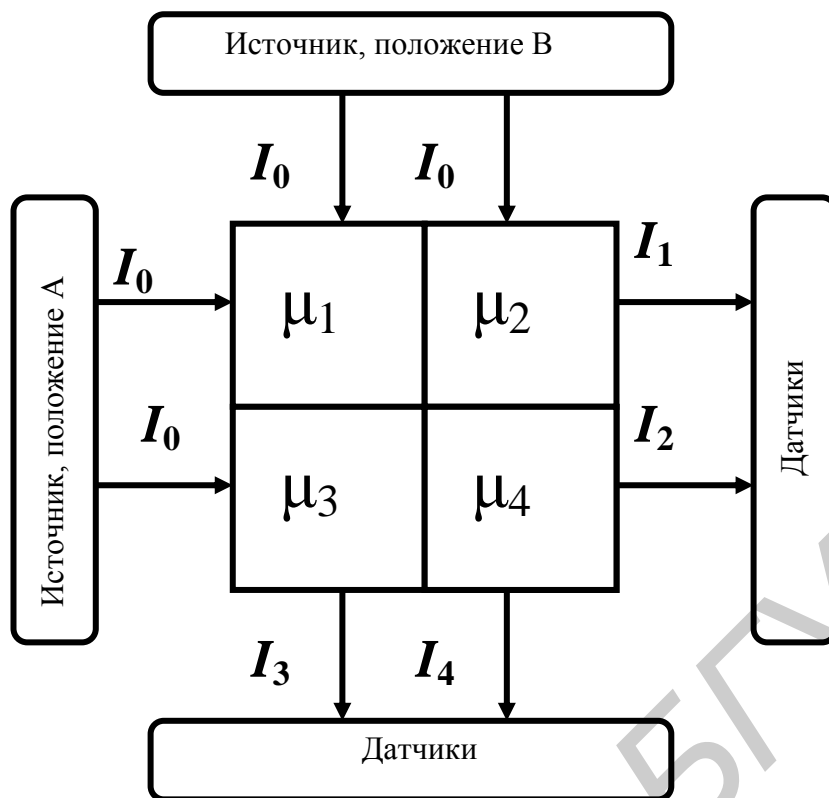 Источник, положение В
I₀ I₀
Источник, положение А
I₀
I₁
μ₁ μ₂
I₀
I₂
μ₃ μ₄
Датчики
I₃ I₄
Датчики